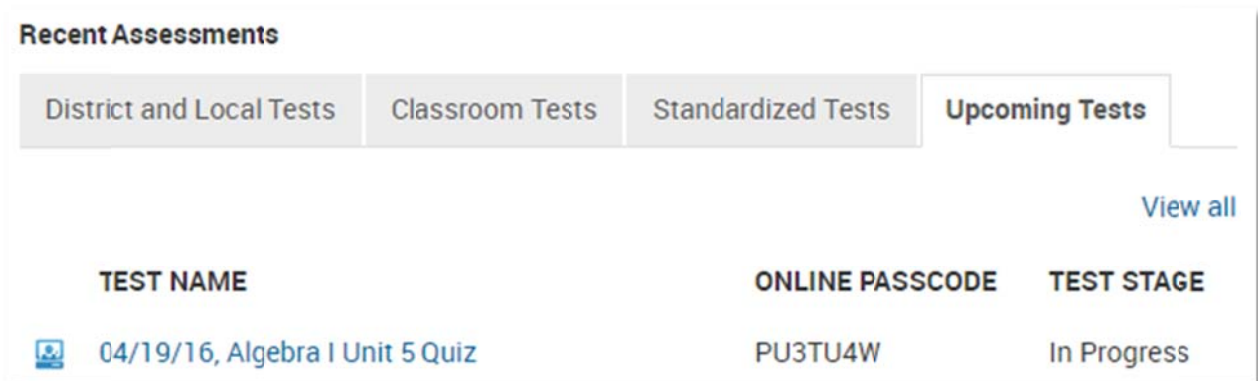 Recent Assessments
District and Local Tests Classroom Tests Standardized Tests Upcoming Tests
View all
TEST NAME ONLINE PASSCODE TEST STAGE
04/19/16, Algebra I Unit 5 Quiz PU3TU4W In Progress